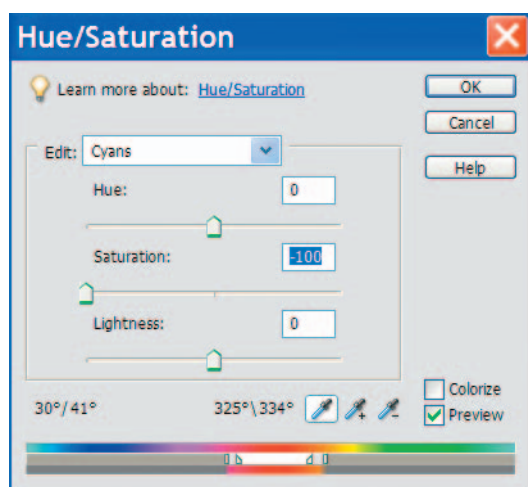 Hue/Saturation
Learn more about: Hue/Saturation
OK
Cancel
Help
Edit: Cyans
Hue: 0
Saturation: -100
Lightness: 0
Colorize
Preview
30°/41° 325°\334°